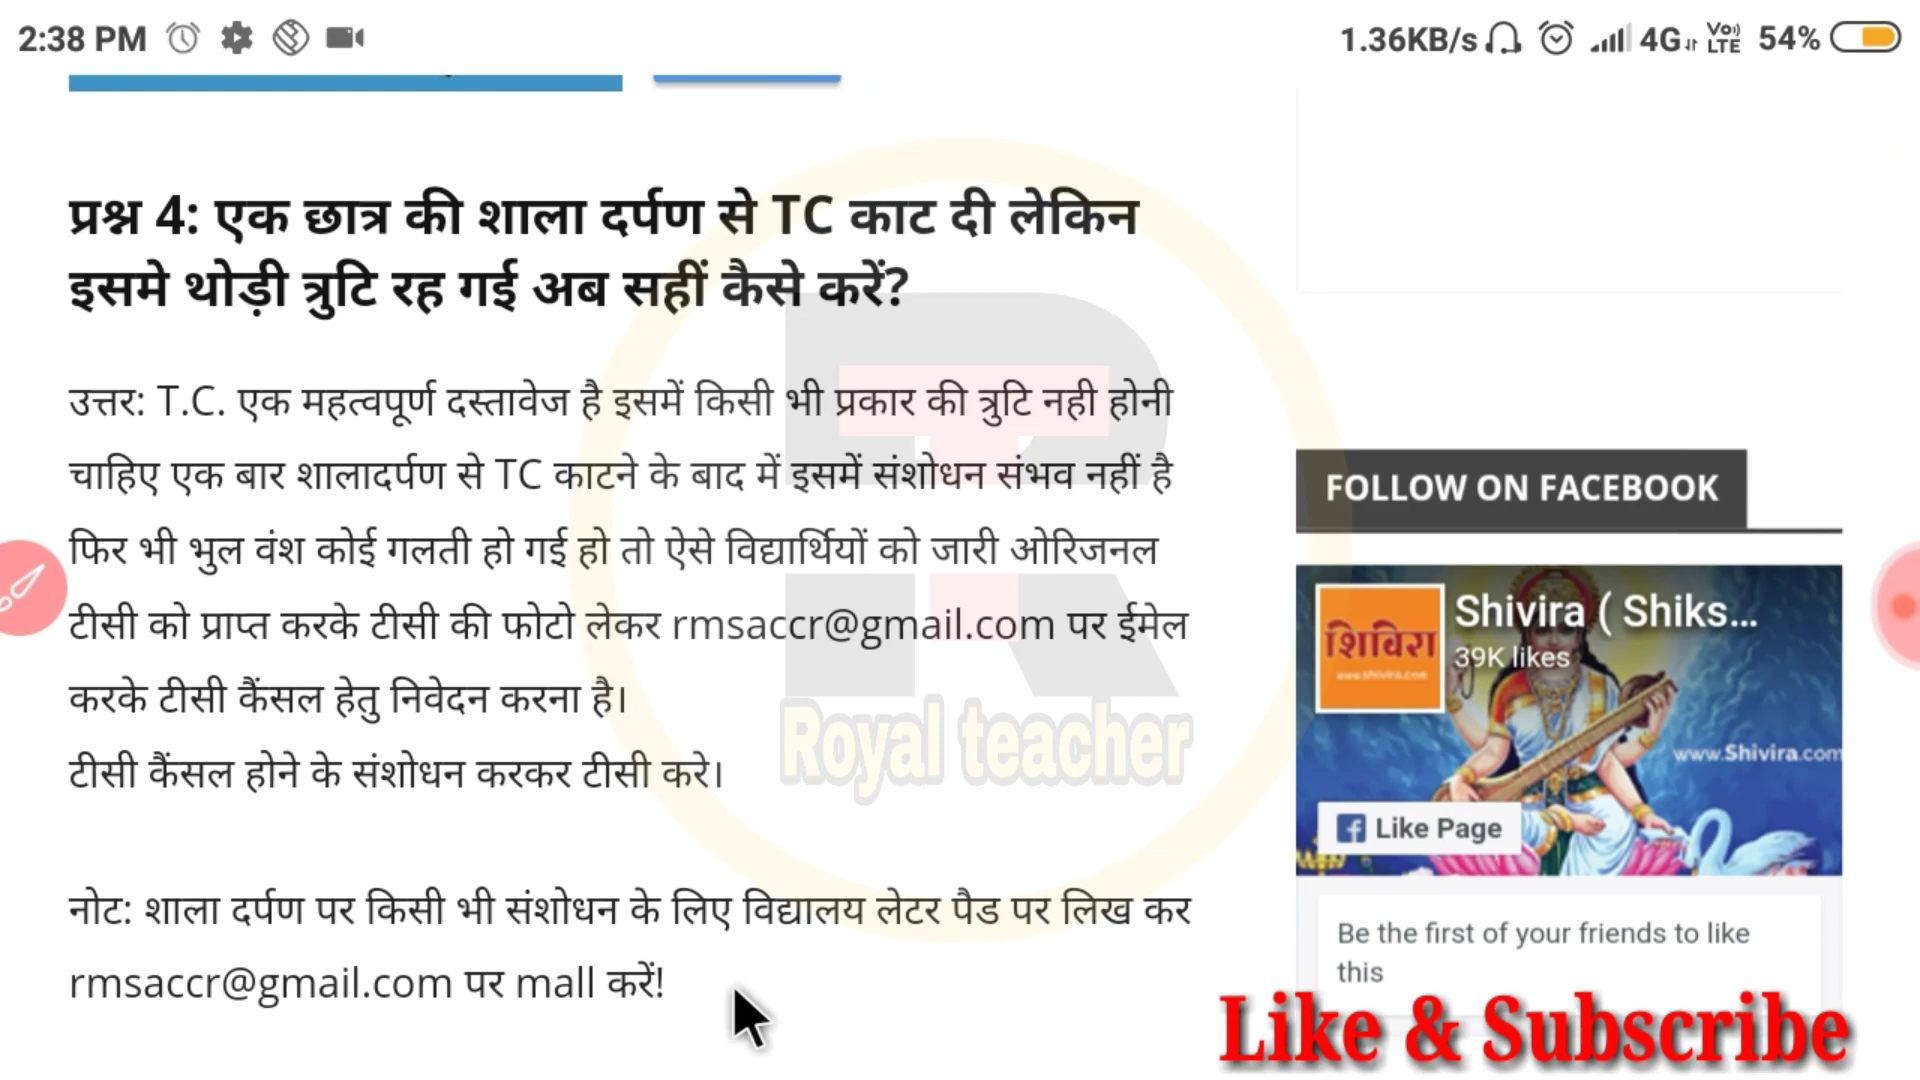 2:38 PM
1.36KB/s 4G VoLTE 54%
प्रश्न 4: एक छात्र की शाला दर्पण से TC काट दी लेकिन
इसमे थोड़ी त्रुटि रह गई अब सहीं कैसे करें?
उत्तर: T.C. एक महत्वपूर्ण दस्तावेज है इसमें किसी भी प्रकार की त्रुटि नही होनी
चाहिए एक बार शालादर्पण से TC काटने के बाद में इसमें संशोधन संभव नहीं है
फिर भी भुल वंश कोई गलती हो गई हो तो ऐसे विद्यार्थियों को जारी ओरिजनल
टीसी को प्राप्त करके टीसी की फोटो लेकर rmsaccr@gmail.com पर ईमेल
करके टीसी कैंसल हेतु निवेदन करना है।
टीसी कैंसल होने के संशोधन करकर टीसी करे।
Royal teacher
नोट: शाला दर्पण पर किसी भी संशोधन के लिए विद्यालय लेटर पैड पर लिख कर
rmsaccr@gmail.com पर mall करें!
FOLLOW ON FACEBOOK
शिविरा
www.shivira.com
Shivira ( Shiks...
39K likes
www.Shivira.com
Like Page
Be the first of your friends to like
this
Like & Subscribe